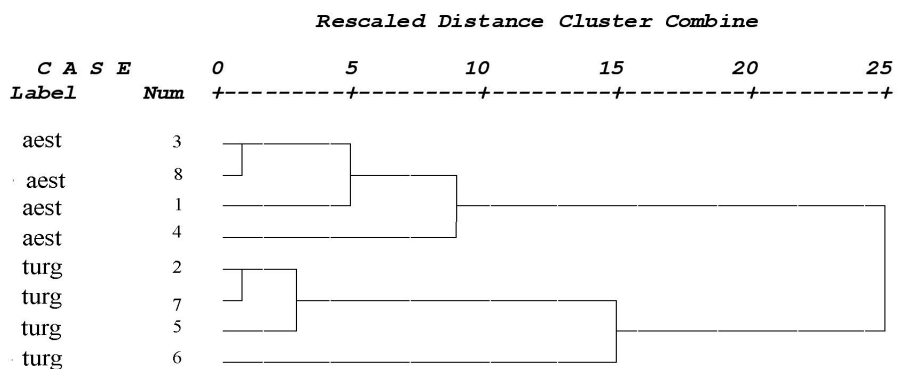 Rescaled Distance Cluster Combine
C A S E 0 5 10 15 20 25
Label Num +---------+---------+---------+---------+---------+
aest 3
aest 8
aest 1
aest 4
turg 2
turg 7
turg 5
turg 6